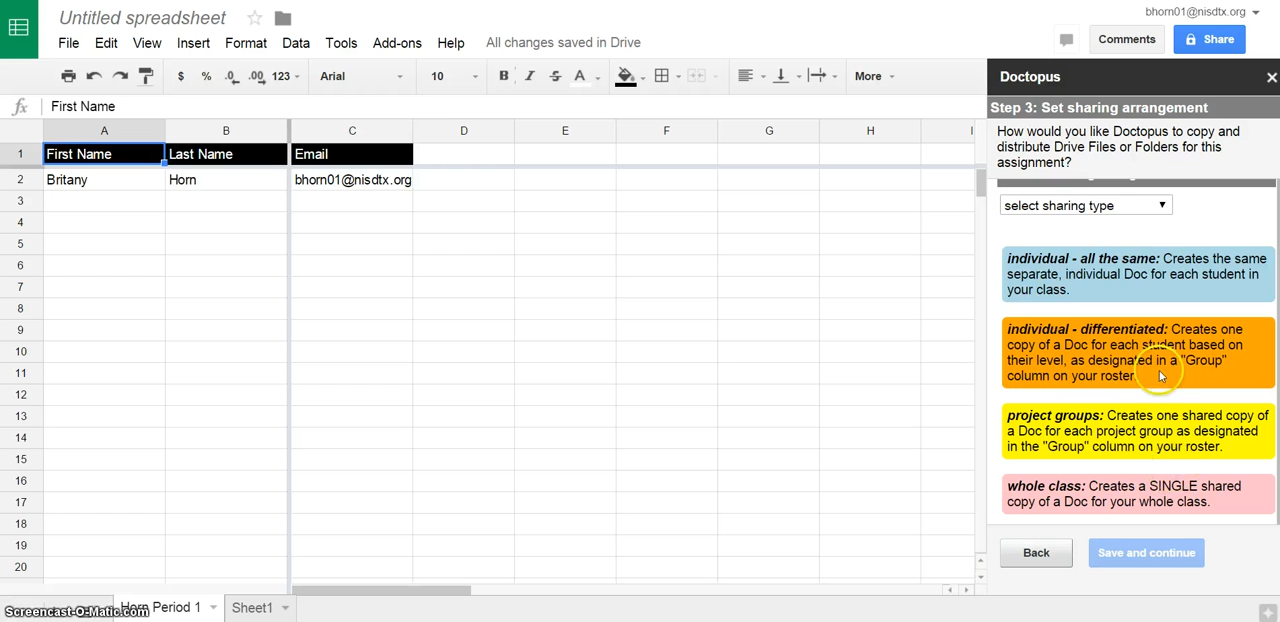 Untitled spreadsheet
bhorn01@nisdtx.org
File Edit View Insert Format Data Tools Add-ons Help All changes saved in Drive
Comments Share
$ % .0 .00 123 Arial 10 B I S A More
Doctopus x
fx First Name
Step 3: Set sharing arrangement
How would you like Doctopus to copy and
distribute Drive Files or Folders for this
assignment?
A B C D E F G H I
1 First Name Last Name Email
2 Britany Horn bhorn01@nisdtx.org
3
4
5
6
7
8
9
10
11
12
13
14
15
16
17
18
19
20
select sharing type
individual - all the same: Creates the same
separate, individual Doc for each student in
your class.
individual - differentiated: Creates one
copy of a Doc for each student based on
their level, as designated in a "Group"
column on your roster.
project groups: Creates one shared copy of
a Doc for each project group as designated
in the "Group" column on your roster.
whole class: Creates a SINGLE shared
copy of a Doc for your whole class.
Back Save and continue
Horn Period 1 Sheet1
Screencast-O-Matic.com